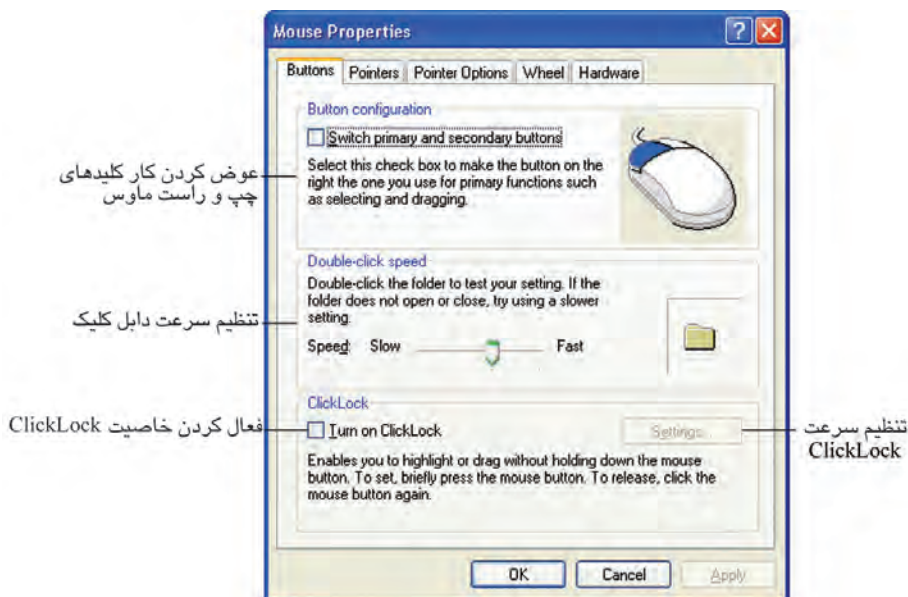 Mouse Properties
Buttons Pointers Pointer Options Wheel Hardware
Button configuration
Switch primary and secondary buttons
Select this check box to make the button on the
right the one you use for primary functions such
as selecting and dragging.
عوض کردن کار کلیدهای
چپ و راست ماوس
Double-click speed
Double-click the folder to test your setting. If the
folder does not open or close, try using a slower
setting.
تنظیم سرعت دابل کلیک
Speed: Slow Fast
ClickLock
فعال کردن خاصیت ClickLock
Turn on ClickLock
Settings...
تنظیم سرعت
ClickLock
Enables you to highlight or drag without holding down the mouse
button. To set, briefly press the mouse button. To release, click the
mouse button again.
OK Cancel Apply